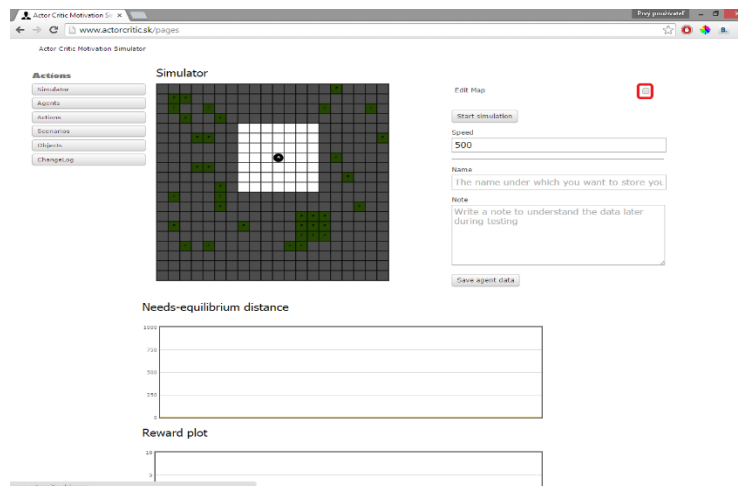 Actor Critic Motivation Si
Prvý používateľ
www.actorcritic.sk/pages
Actor Critic Motivation Simulator
Actions
Simulator
Agents
Actions
Scenarios
Objects
ChangeLog
Simulator
Edit Map
Start simulation
Speed
500
Name
The name under which you want to store you
Note
Write a note to understand the data later
during testing
Save agent data
Needs-equilibrium distance
1000
750
500
250
0
Reward plot
10